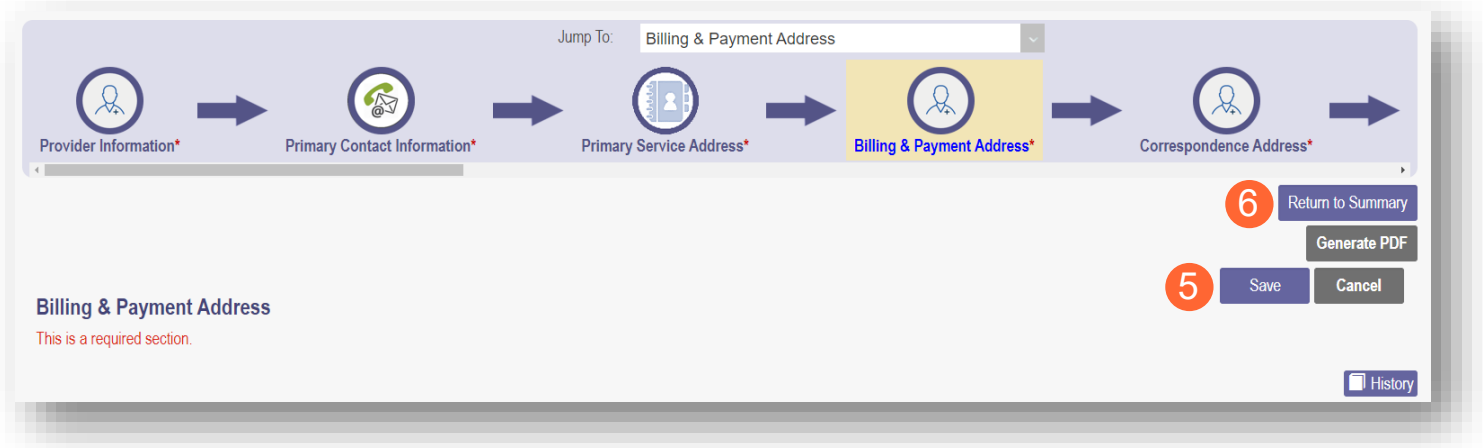 Jump To: Billing & Payment Address
Provider Information*
Primary Contact Information*
Primary Service Address*
Billing & Payment Address*
Correspondence Address*
6 Return to Summary
Generate PDF
5 Save Cancel
Billing & Payment Address
This is a required section.
History